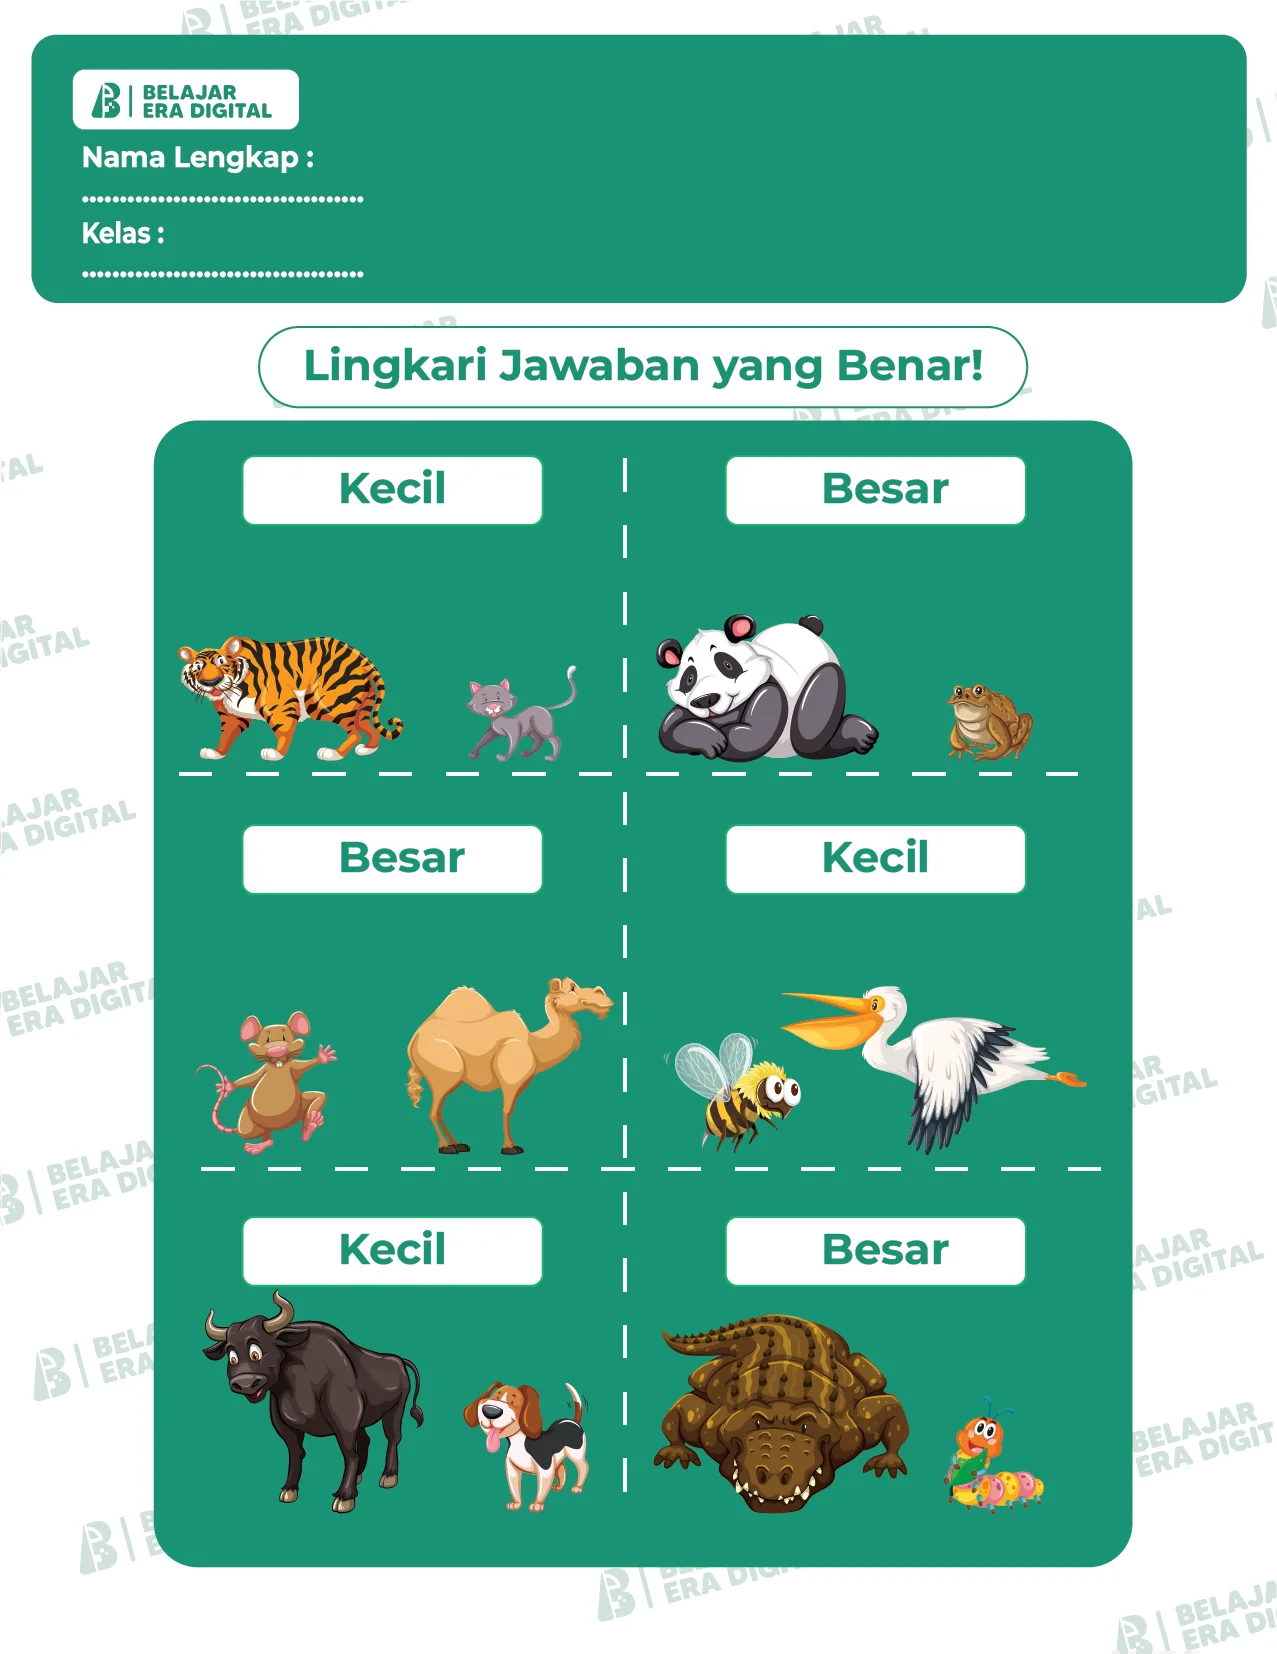 BELAJAR
ERA DIGITAL
Nama Lengkap :
.....................................
Kelas :
.....................................
Lingkari Jawaban yang Benar!
Kecil
Besar
Besar
Kecil
Kecil
Besar